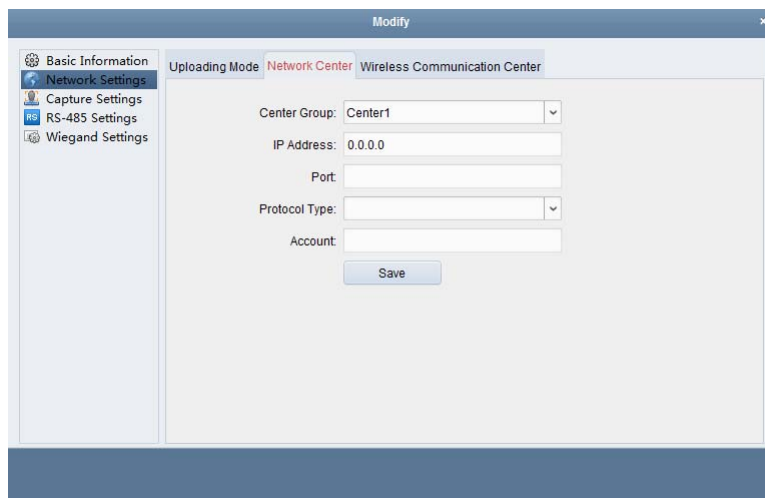 Modify
Basic Information
Network Settings
Capture Settings
RS RS-485 Settings
Wiegand Settings
Uploading Mode Network Center Wireless Communication Center
Center Group: Center1
IP Address: 0.0.0.0
Port:
Protocol Type:
Account:
Save